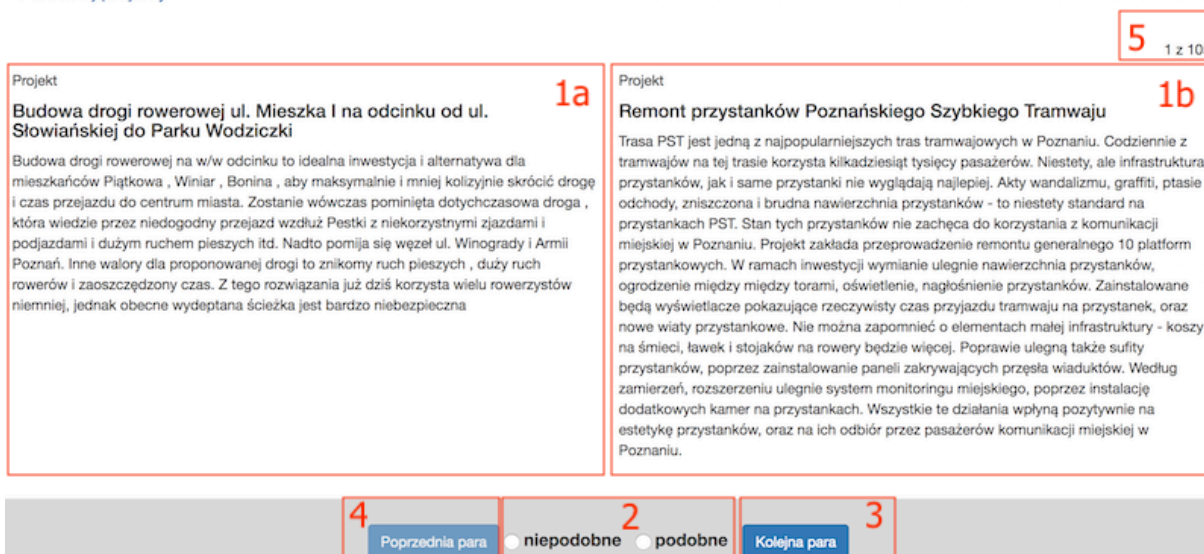 5
1 z 10
Projekt
1a
Budowa drogi rowerowej ul. Mieszka I na odcinku od ul.
Słowiańskiej do Parku Wodziczki
Budowa drogi rowerowej na w/w odcinku to idealna inwestycja i alternatywa dla
mieszkańców Piątkowa , Winiar , Bonina , aby maksymalnie i mniej kolizyjnie skrócić drogę
i czas przejazdu do centrum miasta. Zostanie wówczas pominięta dotychczasowa droga ,
która wiedzie przez niedogodny przejazd wzdłuż Pestki z niekorzystnymi zjazdami i
podjazdami i dużym ruchem pieszych itd. Nadto pomija się węzeł ul. Winogrady i Armii
Poznań. Inne walory dla proponowanej drogi to znikomy ruch pieszych , duży ruch
rowerów i zaoszczędzony czas. Z tego rozwiązania już dziś korzysta wielu rowerzystów
niemniej, jednak obecne wydeptana ścieżka jest bardzo niebezpieczna
Projekt
1b
Remont przystanków Poznańskiego Szybkiego Tramwaju
Trasa PST jest jedną z najpopularniejszych tras tramwajowych w Poznaniu. Codziennie z
tramwajów na tej trasie korzysta kilkadziesiąt tysięcy pasażerów. Niestety, ale infrastruktura
przystanków, jak i same przystanki nie wyglądają najlepiej. Akty wandalizmu, graffiti, ptasie
odchody, zniszczona i brudna nawierzchnia przystanków - to niestety standard na
przystankach PST. Stan tych przystanków nie zachęca do korzystania z komunikacji
miejskiej w Poznaniu. Projekt zakłada przeprowadzenie remontu generalnego 10 platform
przystankowych. W ramach inwestycji wymianie ulegnie nawierzchnia przystanków,
ogrodzenie między między torami, oświetlenie, nagłośnienie przystanków. Zainstalowane
będą wyświetlacze pokazujące rzeczywisty czas przyjazdu tramwaju na przystanek, oraz
nowe wiaty przystankowe. Nie można zapomnieć o elementach małej infrastruktury - koszy
na śmieci, ławek i stojaków na rowery będzie więcej. Poprawie ulegną także sufity
przystanków, poprzez zainstalowanie paneli zakrywających przęsła wiaduktów. Według
zamierzeń, rozszerzeniu ulegnie system monitoringu miejskiego, poprzez instalację
dodatkowych kamer na przystankach. Wszystkie te działania wpłyną pozytywnie na
estetykę przystanków, oraz na ich odbiór przez pasażerów komunikacji miejskiej w
Poznaniu.
4 2 3
Poprzednia para niepodobne podobne Kolejna para